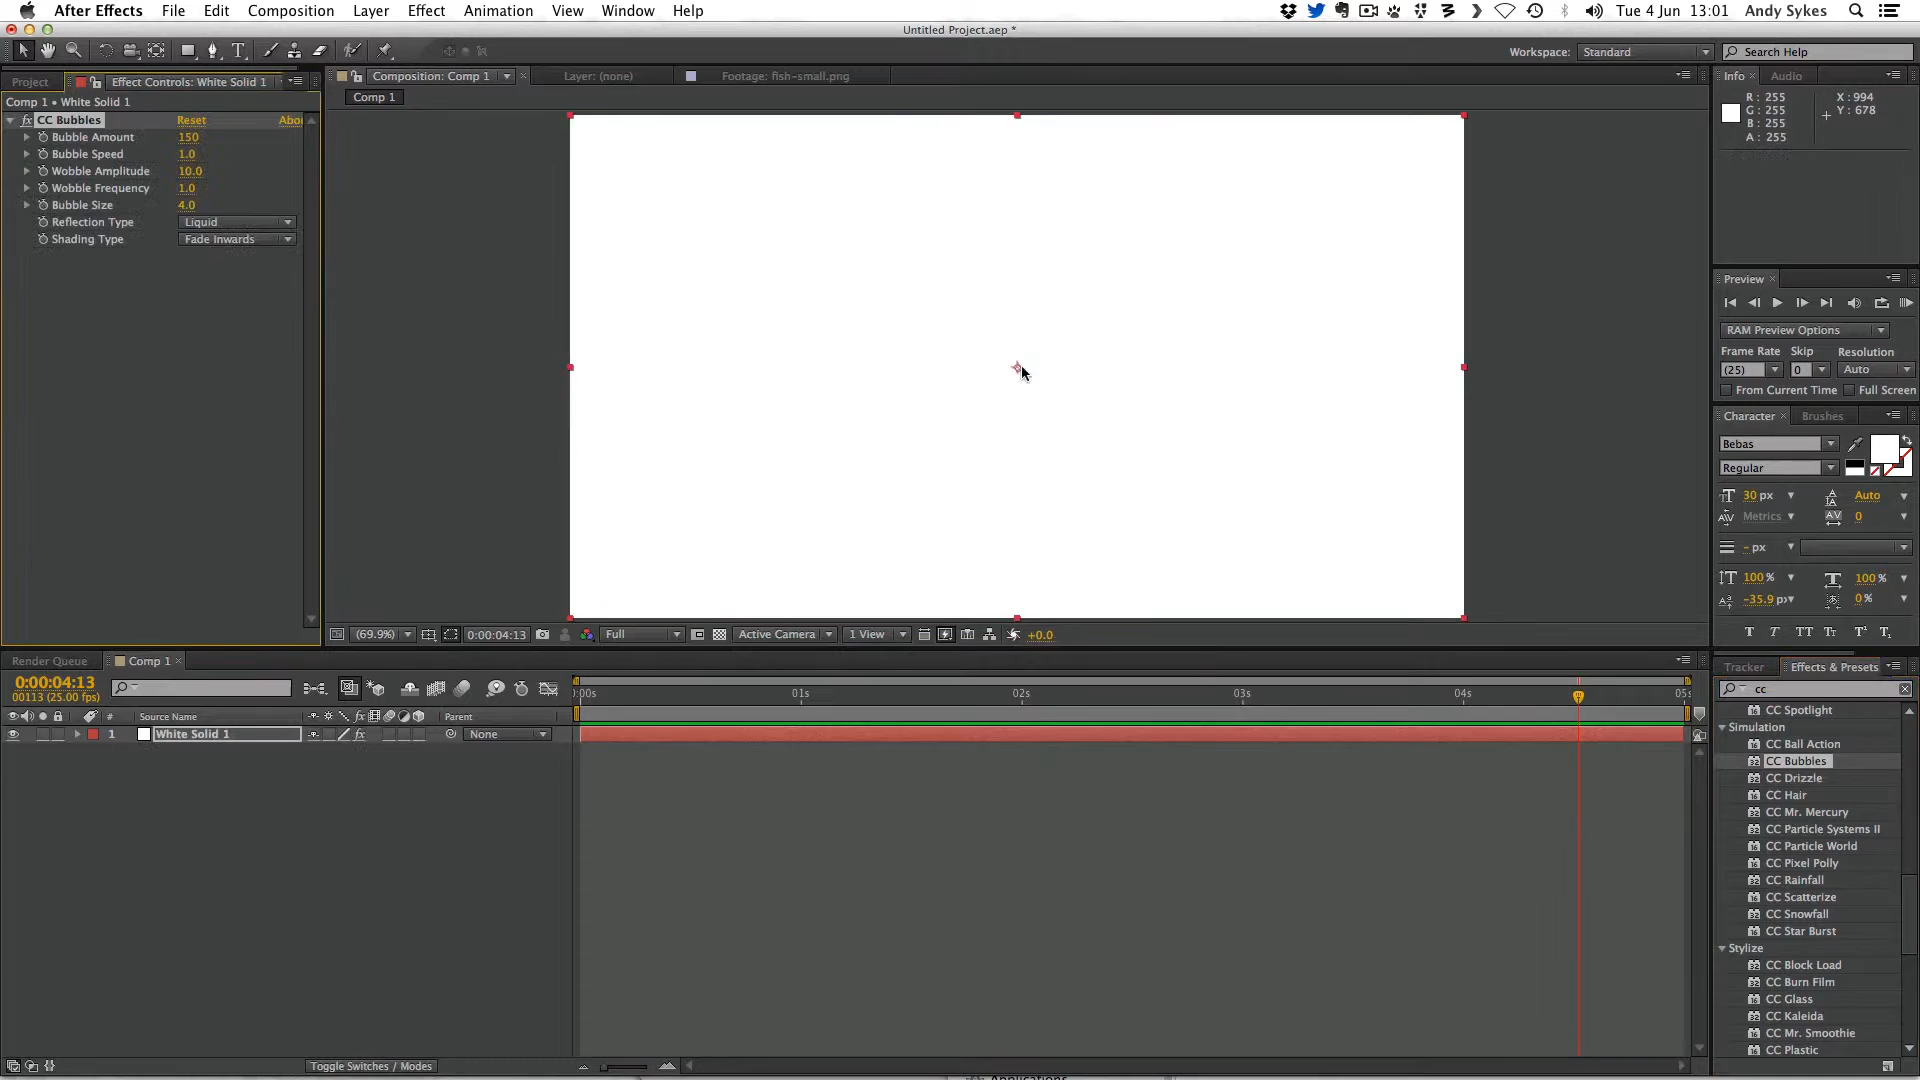 After Effects File Edit Composition Layer Effect Animation View Window Help Tue 4 Jun 13:01 Andy Sykes
Untitled Project.aep *
Workspace: Standard Search Help
Project Effect Controls: White Solid 1 Composition: Comp 1 Layer: (none) Footage: fish-small.png Info Audio
Comp 1 • White Solid 1 Comp 1
R: 255 X: 994
G: 255 Y: 678
B: 255
A: 255
fx CC Bubbles Reset Abo
Bubble Amount 150
Bubble Speed 1.0
Wobble Amplitude 10.0
Wobble Frequency 1.0
Bubble Size 4.0
Reflection Type Liquid
Shading Type Fade Inwards
Preview
RAM Preview Options
Frame Rate Skip Resolution
(25) 0 Auto
From Current Time Full Screen
Character Brushes
Bebas
Regular
30 px Auto
Metrics 0
- px
100 % 100 %
-35.9 px 0 %
T T TT Tt T¹ T₁
(69.9%) 0:00:04:13 Full Active Camera 1 View +0.0
Render Queue Comp 1
0:00:04:13
00113 (25.00 fps)
):00s 01s 02s 03s 04s 05s
# Source Name fx Parent
1 White Solid 1 fx None
Toggle Switches / Modes
Tracker Effects & Presets
cc
CC Spotlight
Simulation
CC Ball Action
CC Bubbles
CC Drizzle
CC Hair
CC Mr. Mercury
CC Particle Systems II
CC Particle World
CC Pixel Polly
CC Rainfall
CC Scatterize
CC Snowfall
CC Star Burst
Stylize
CC Block Load
CC Burn Film
CC Glass
CC Kaleida
CC Mr. Smoothie
CC Plastic
Applications